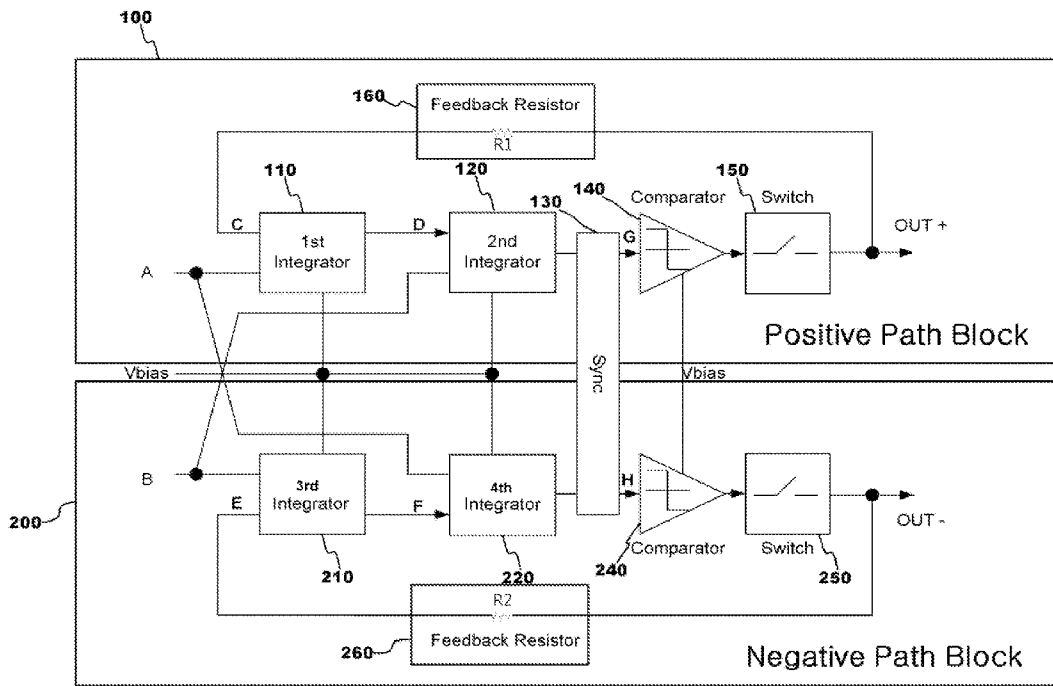 100
160
Feedback Resistor
R1
110
120
130
140
Comparator
150
Switch
C
D
G
OUT +
1st
Integrator
2nd
Integrator
A
Positive Path Block
Vbias
Sync
Vbias
B
E
3rd
Integrator
F
4th
Integrator
H
200
OUT -
210
220
240
Comparator
Switch
250
R2
260
Feedback Resistor
Negative Path Block